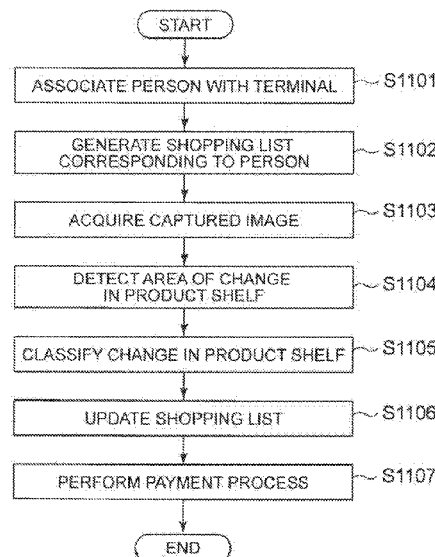 START
ASSOCIATE PERSON WITH TERMINAL
S1101
GENERATE SHOPPING LIST
CORRESPONDING TO PERSON
S1102
ACQUIRE CAPTURED IMAGE
S1103
DETECT AREA OF CHANGE
IN PRODUCT SHELF
S1104
CLASSIFY CHANGE IN PRODUCT SHELF
S1105
UPDATE SHOPPING LIST
S1106
PERFORM PAYMENT PROCESS
S1107
END